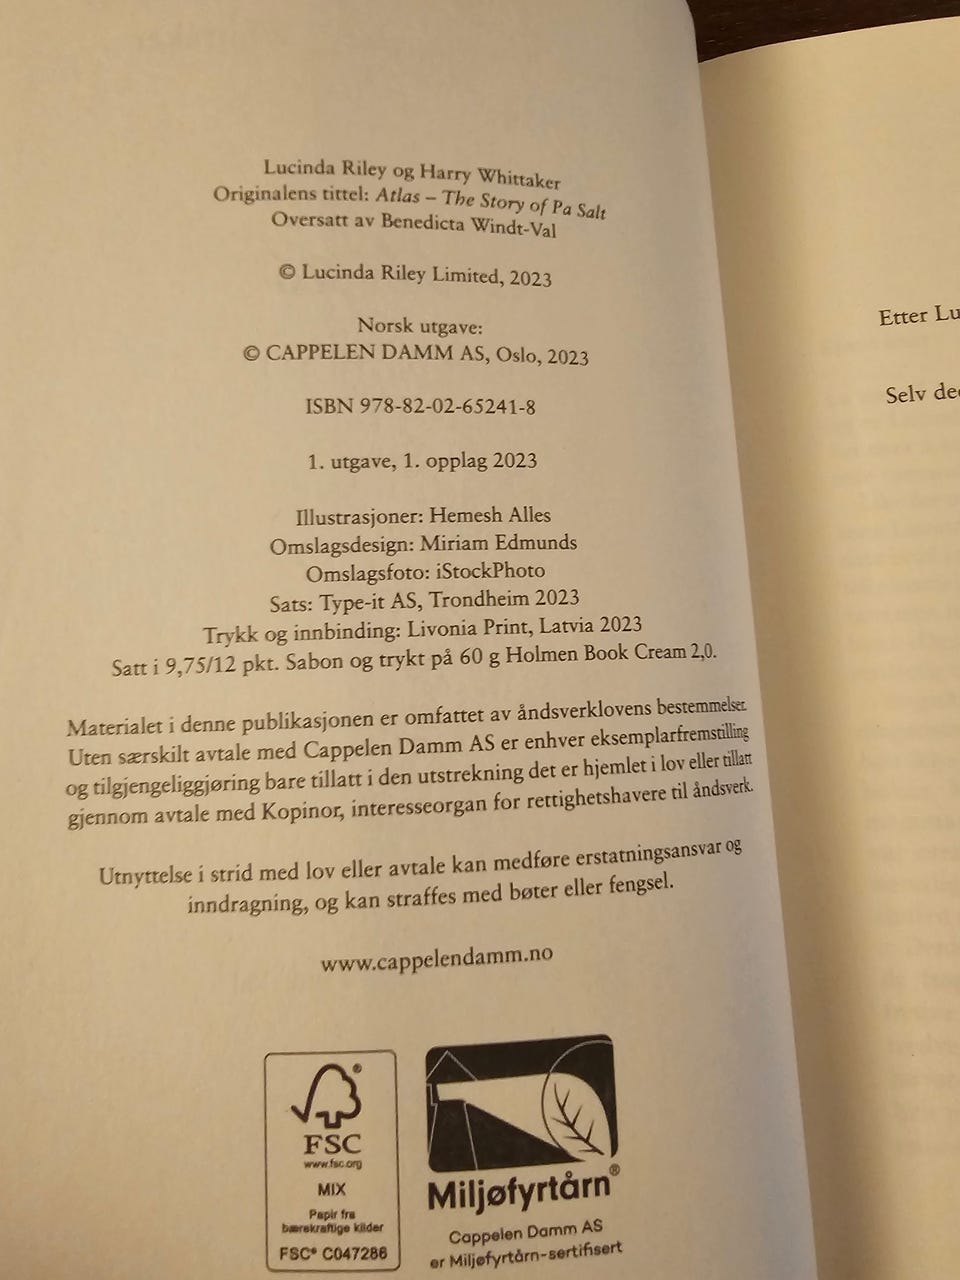 Lucinda Riley og Harry Whittaker
Originalens tittel: Atlas – The Story of Pa Salt
Oversatt av Benedicta Windt-Val
© Lucinda Riley Limited, 2023
Norsk utgave:
© CAPPELEN DAMM AS, Oslo, 2023
ISBN 978-82-02-65241-8
1. utgave, 1. opplag 2023
Illustrasjoner: Hemesh Alles
Omslagsdesign: Miriam Edmunds
Omslagsfoto: iStockPhoto
Sats: Type-it AS, Trondheim 2023
Trykk og innbinding: Livonia Print, Latvia 2023
Satt i 9,75/12 pkt. Sabon og trykt på 60 g Holmen Book Cream 2,0.
Materialet i denne publikasjonen er omfattet av åndsverklovens bestemmelser.
Uten særskilt avtale med Cappelen Damm AS er enhver eksemplarfremstilling
og tilgjengeliggjøring bare tillatt i den utstrekning det er hjemlet i lov eller tillatt
gjennom avtale med Kopinor, interesseorgan for rettighetshavere til åndsverk.
Utnyttelse i strid med lov eller avtale kan medføre erstatningsansvar og
inndragning, og kan straffes med bøter eller fengsel.
www.cappelendamm.no
FSC
www.fsc.org
MIX
Papir fra
bærekraftige kilder
FSC® C047286
Miljøfyrtårn®
Cappelen Damm AS
er Miljøfyrtårn-sertifisert
Etter Lu
Selv de